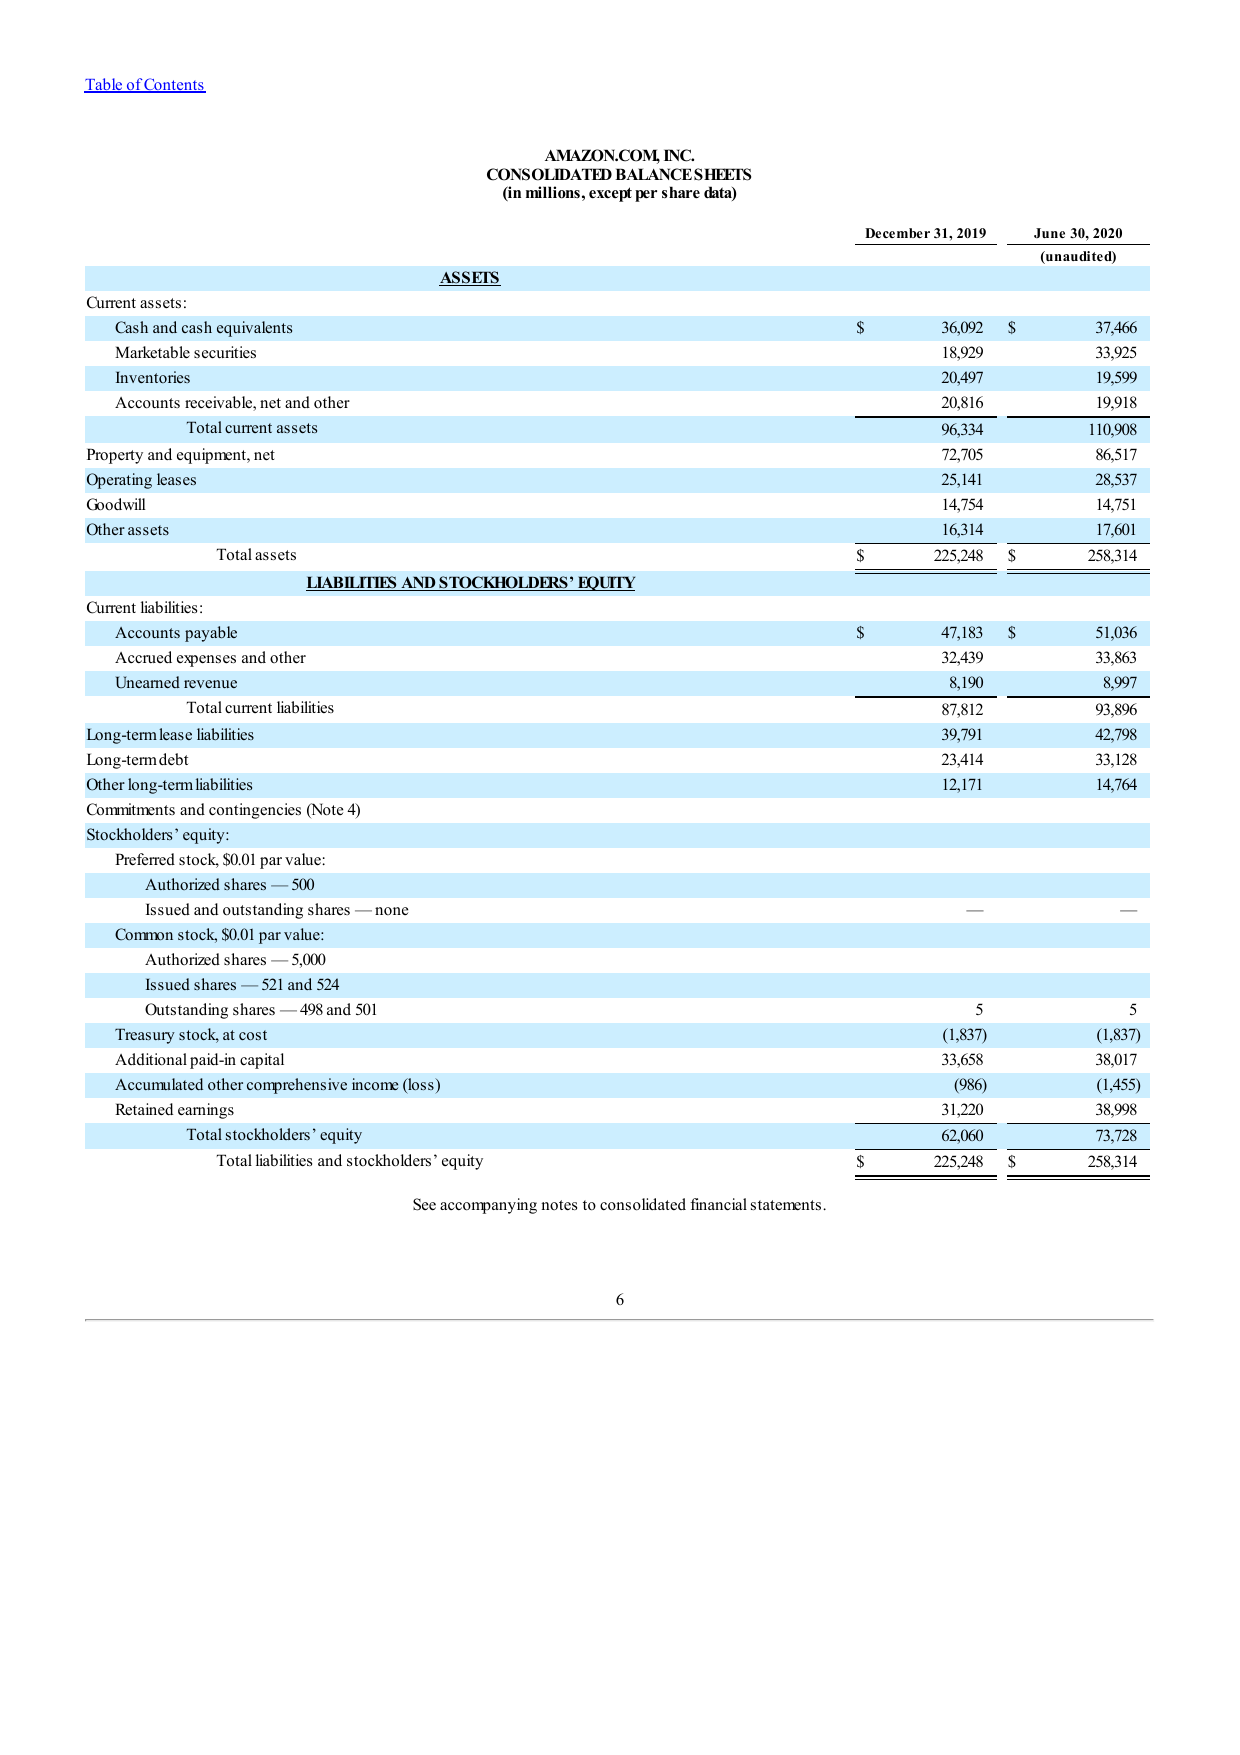 Table of Contents
AMAZON.COM, INC.
CONSOLIDATED BALANCE SHEETS
(in millions, except per share data)
December 31, 2019 June 30, 2020
(unaudited)
ASSETS
Current assets:
Cash and cash equivalents $ 36,092 $ 37,466
Marketable securities 18,929 33,925
Inventories 20,497 19,599
Accounts receivable, net and other 20,816 19,918
Total current assets 96,334 110,908
Property and equipment, net 72,705 86,517
Operating leases 25,141 28,537
Goodwill 14,754 14,751
Other assets 16,314 17,601
Total assets $ 225,248 $ 258,314
LIABILITIES AND STOCKHOLDERS’ EQUITY
Current liabilities:
Accounts payable $ 47,183 $ 51,036
Accrued expenses and other 32,439 33,863
Unearned revenue 8,190 8,997
Total current liabilities 87,812 93,896
Long-term lease liabilities 39,791 42,798
Long-term debt 23,414 33,128
Other long-term liabilities 12,171 14,764
Commitments and contingencies (Note 4)
Stockholders’ equity:
Preferred stock, $0.01 par value:
Authorized shares — 500
Issued and outstanding shares — none — —
Common stock, $0.01 par value:
Authorized shares — 5,000
Issued shares — 521 and 524
Outstanding shares — 498 and 501 5 5
Treasury stock, at cost (1,837) (1,837)
Additional paid-in capital 33,658 38,017
Accumulated other comprehensive income (loss) (986) (1,455)
Retained earnings 31,220 38,998
Total stockholders’ equity 62,060 73,728
Total liabilities and stockholders’ equity $ 225,248 $ 258,314
See accompanying notes to consolidated financial statements.
6